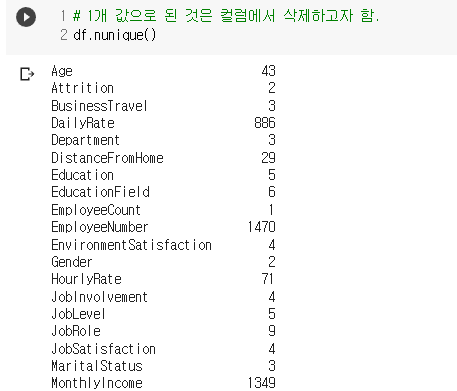 1 # 1개 값으로 된 것은 컬럼에서 삭제하고자 함.
2 df.nunique()
Age 43
Attrition 2
BusinessTravel 3
DailyRate 886
Department 3
DistanceFromHome 29
Education 5
EducationField 6
EmployeeCount 1
EmployeeNumber 1470
EnvironmentSatisfaction 4
Gender 2
HourlyRate 71
JobInvolvement 4
JobLevel 5
JobRole 9
JobSatisfaction 4
MaritalStatus 3
MonthlyIncome 1349